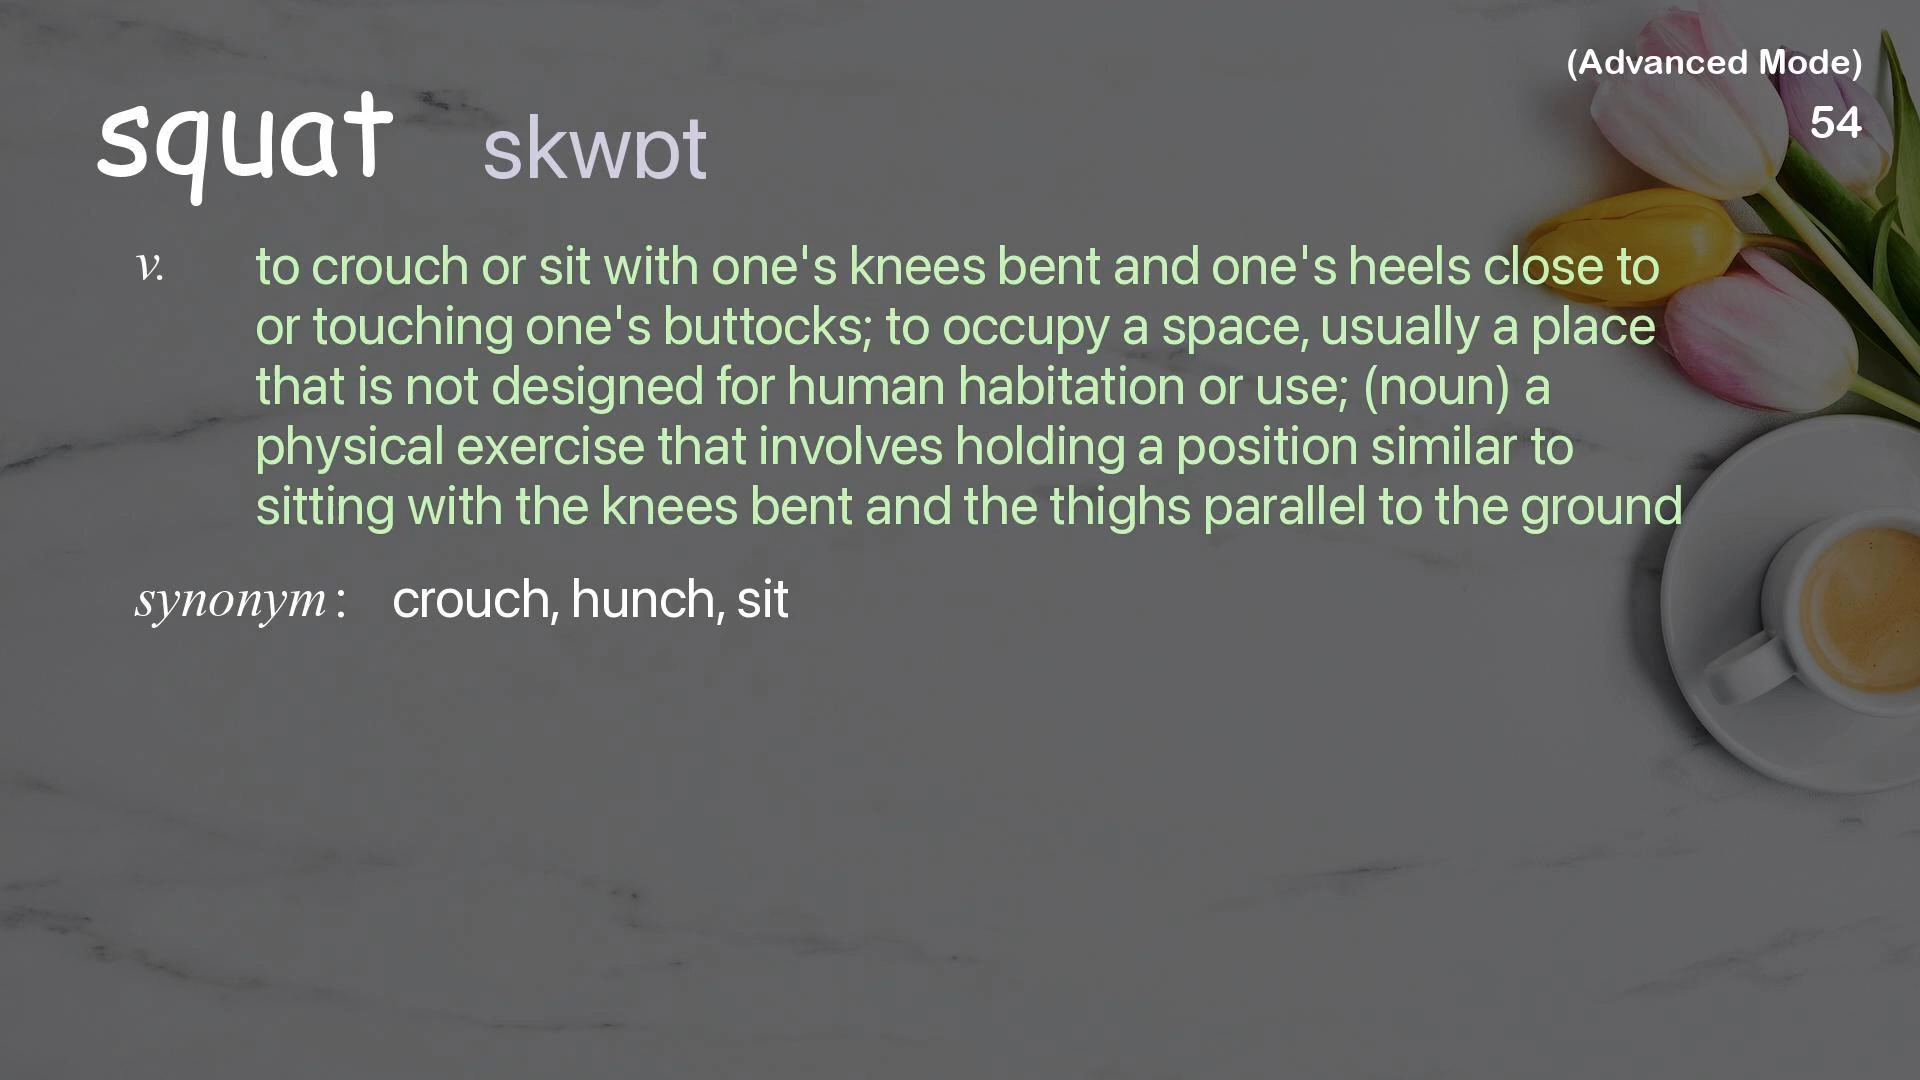 (Advanced Mode)
54
squat skwɒt
v. to crouch or sit with one's knees bent and one's heels close to
or touching one's buttocks; to occupy a space, usually a place
that is not designed for human habitation or use; (noun) a
physical exercise that involves holding a position similar to
sitting with the knees bent and the thighs parallel to the ground
synonym: crouch, hunch, sit